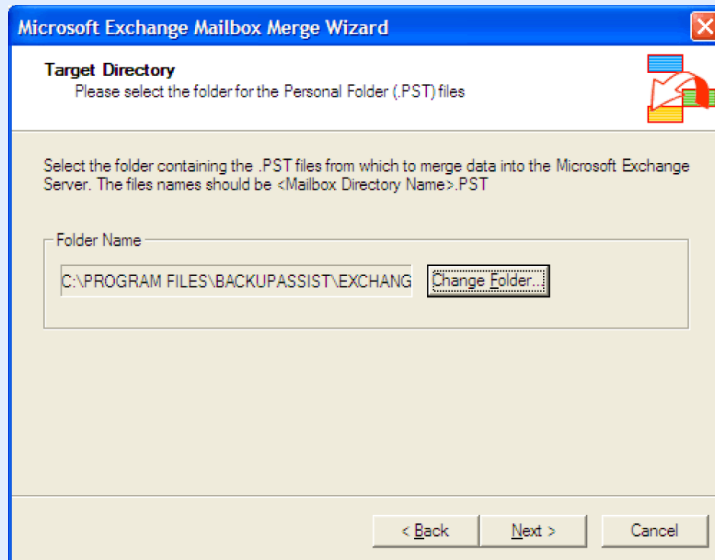 Microsoft Exchange Mailbox Merge Wizard
Target Directory
Please select the folder for the Personal Folder (.PST) files
Select the folder containing the .PST files from which to merge data into the Microsoft Exchange
Server. The files names should be <Mailbox Directory Name>.PST
Folder Name
C:\PROGRAM FILES\BACKUPASSIST\EXCHANG
Change Folder...
< Back
Next >
Cancel